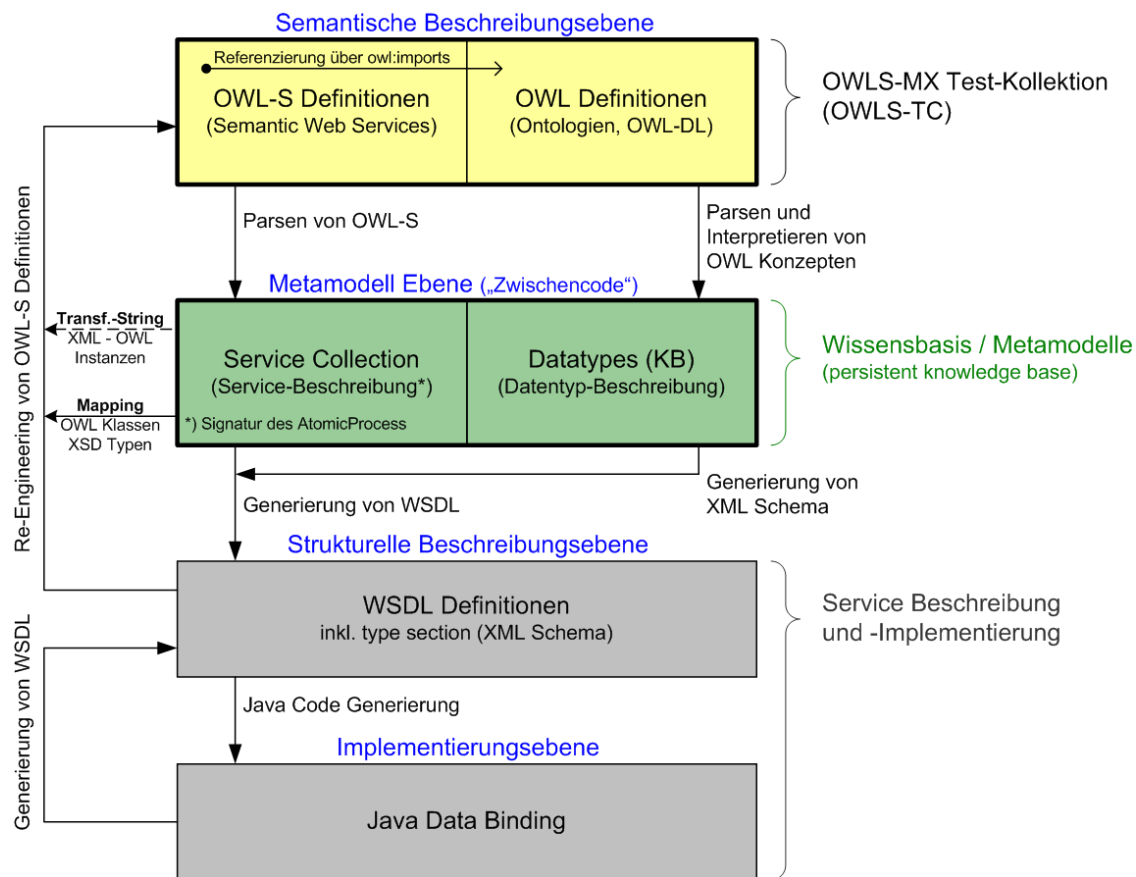 Semantische Beschreibungsebene
Referenzierung über owl:imports
OWL-S Definitionen
(Semantic Web Services)
OWL Definitionen
(Ontologien, OWL-DL)
OWLS-MX Test-Kollektion
(OWLS-TC)
Parsen von OWL-S
Parsen und
Interpretieren von
OWL Konzepten
Re-Engineering von OWL-S Definitionen
Metamodell Ebene („Zwischencode“)
Transf.-String
XML - OWL
Instanzen
Mapping
OWL Klassen
XSD Typen
Service Collection
(Service-Beschreibung*)
*) Signatur des AtomicProcess
Datatypes (KB)
(Datentyp-Beschreibung)
Wissensbasis / Metamodelle
(persistent knowledge base)
Generierung von WSDL
Generierung von
XML Schema
Strukturelle Beschreibungsebene
WSDL Definitionen
inkl. type section (XML Schema)
Service Beschreibung
und -Implementierung
Generierung von WSDL
Java Code Generierung
Implementierungsebene
Java Data Binding